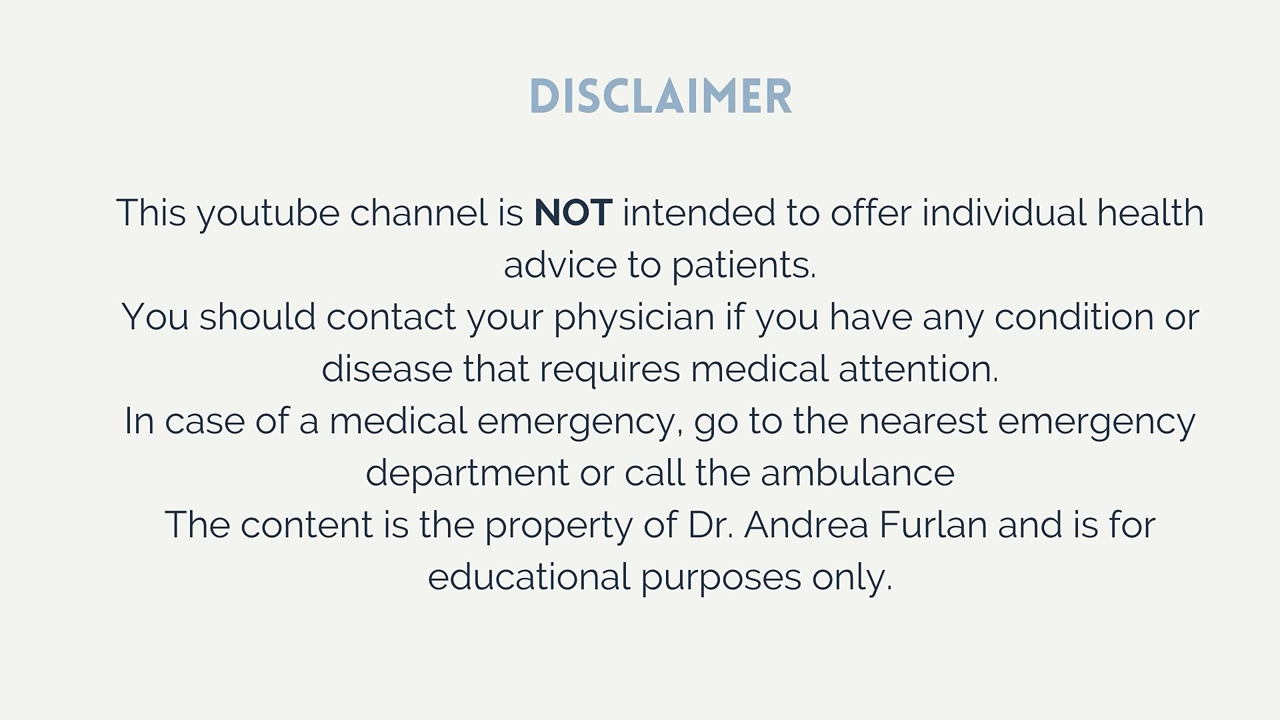 DISCLAIMER
This youtube channel is NOT intended to offer individual health
advice to patients.
You should contact your physician if you have any condition or
disease that requires medical attention.
In case of a medical emergency, go to the nearest emergency
department or call the ambulance
The content is the property of Dr. Andrea Furlan and is for
educational purposes only.